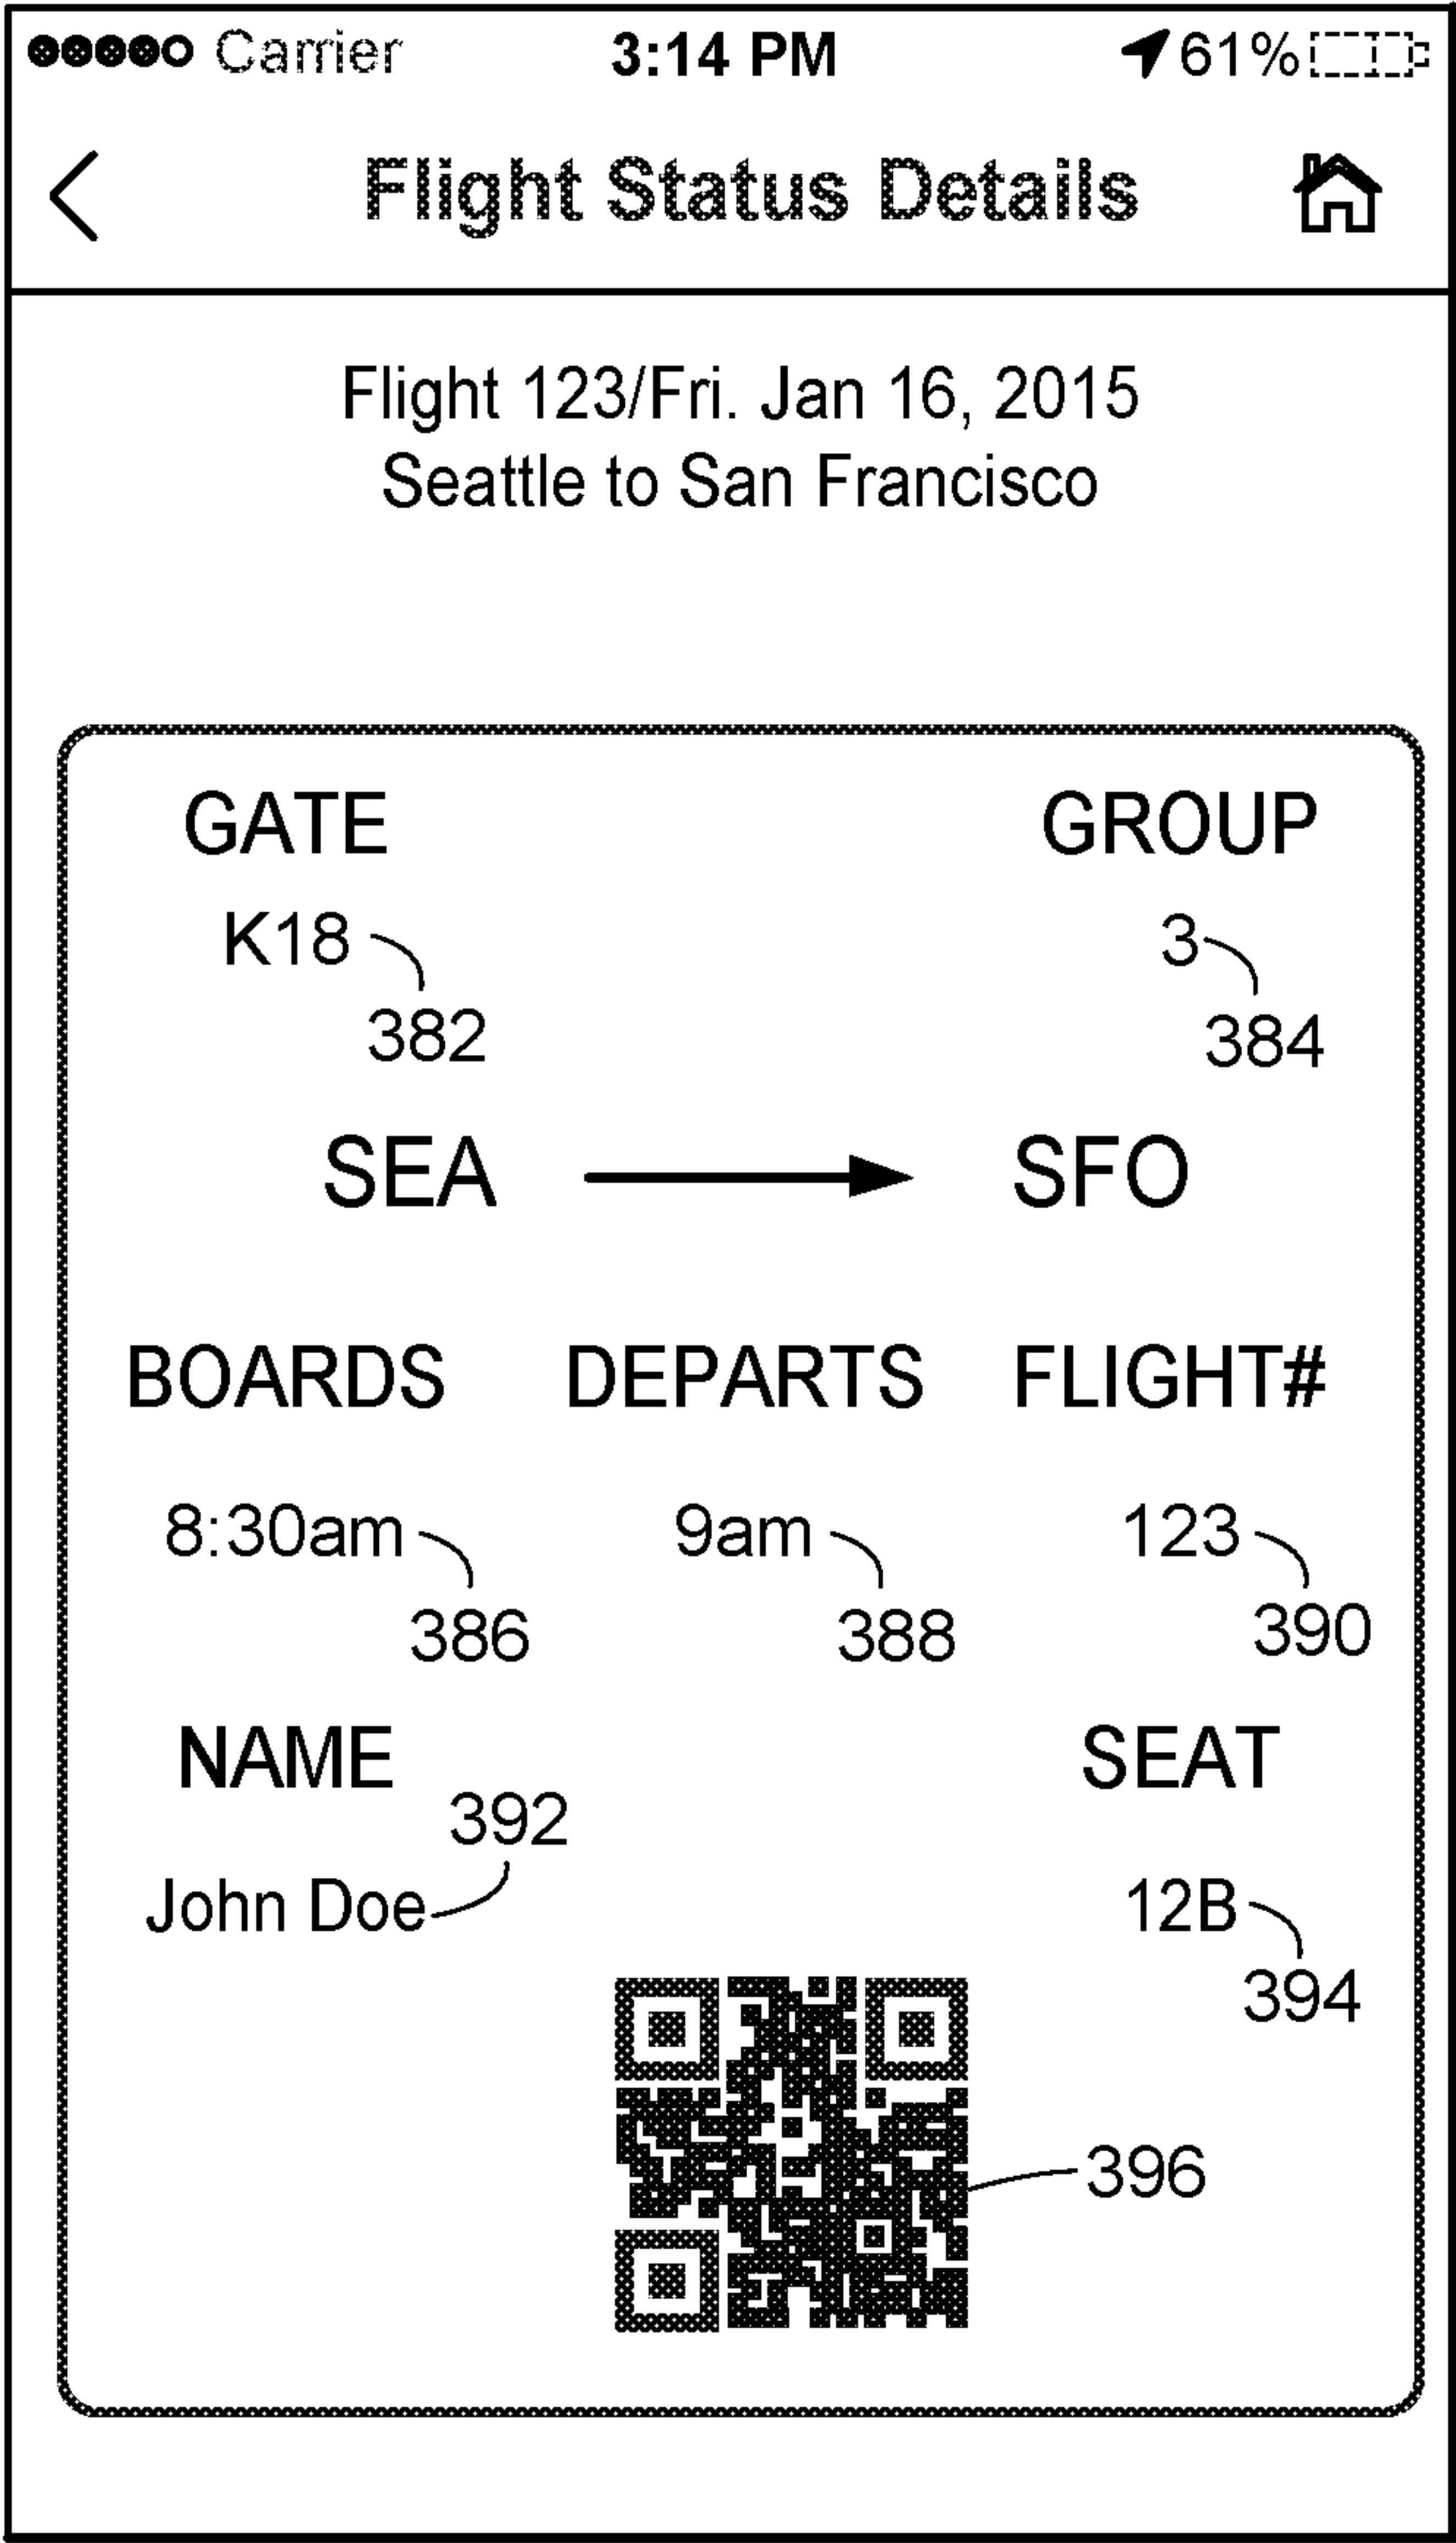 Carrier 3:14 PM 61%
Flight Status Details
Flight 123/Fri. Jan 16, 2015
Seattle to San Francisco
GATE GROUP
K18 3
382 384
SEA SFO
BOARDS DEPARTS FLIGHT#
8:30am 9am 123
386 388 390
NAME SEAT
392
John Doe 12B
394
396